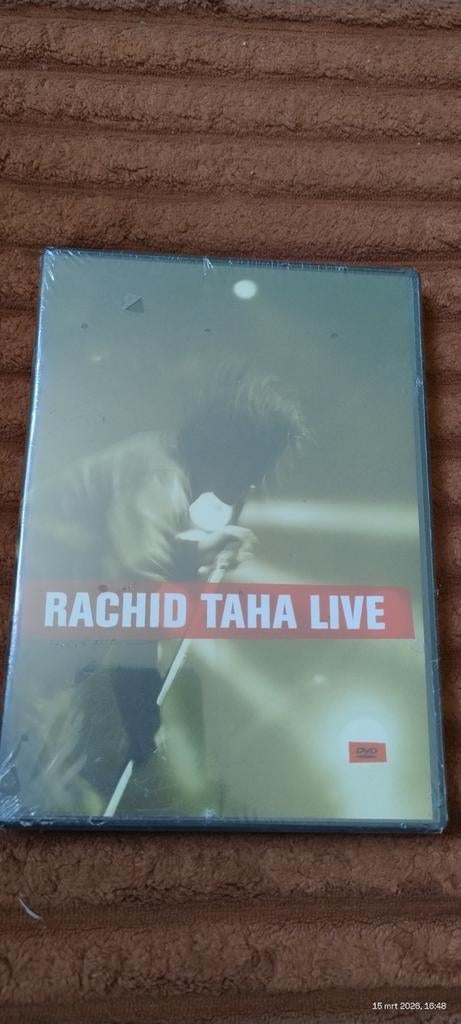 RACHID TAHA LIVE
DVD
15 mrt 2026, 16:48